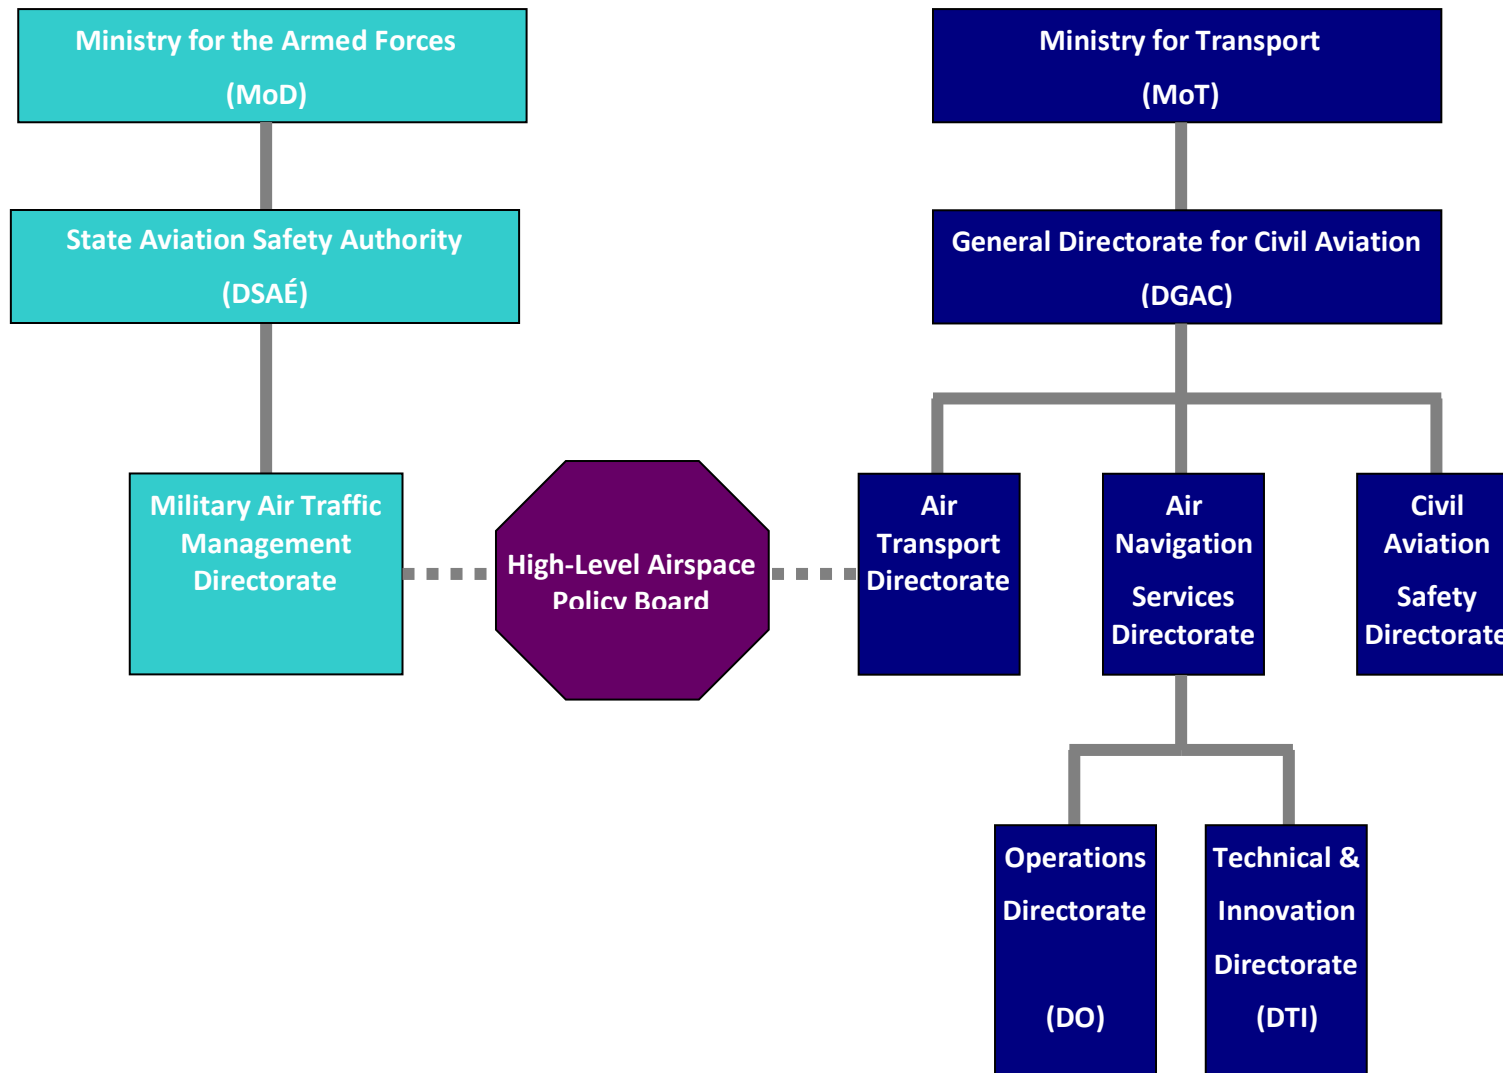 Ministry for the Armed Forces
(MoD)
Ministry for Transport
(MoT)
State Aviation Safety Authority
(DSAÉ)
General Directorate for Civil Aviation
(DGAC)
Military Air Traffic
Management
Directorate
High-Level Airspace
Policy Board
Air
Transport
Directorate
Air
Navigation
Services
Directorate
Civil
Aviation
Safety
Directorate
Operations
Directorate
(DO)
Technical &
Innovation
Directorate
(DTI)